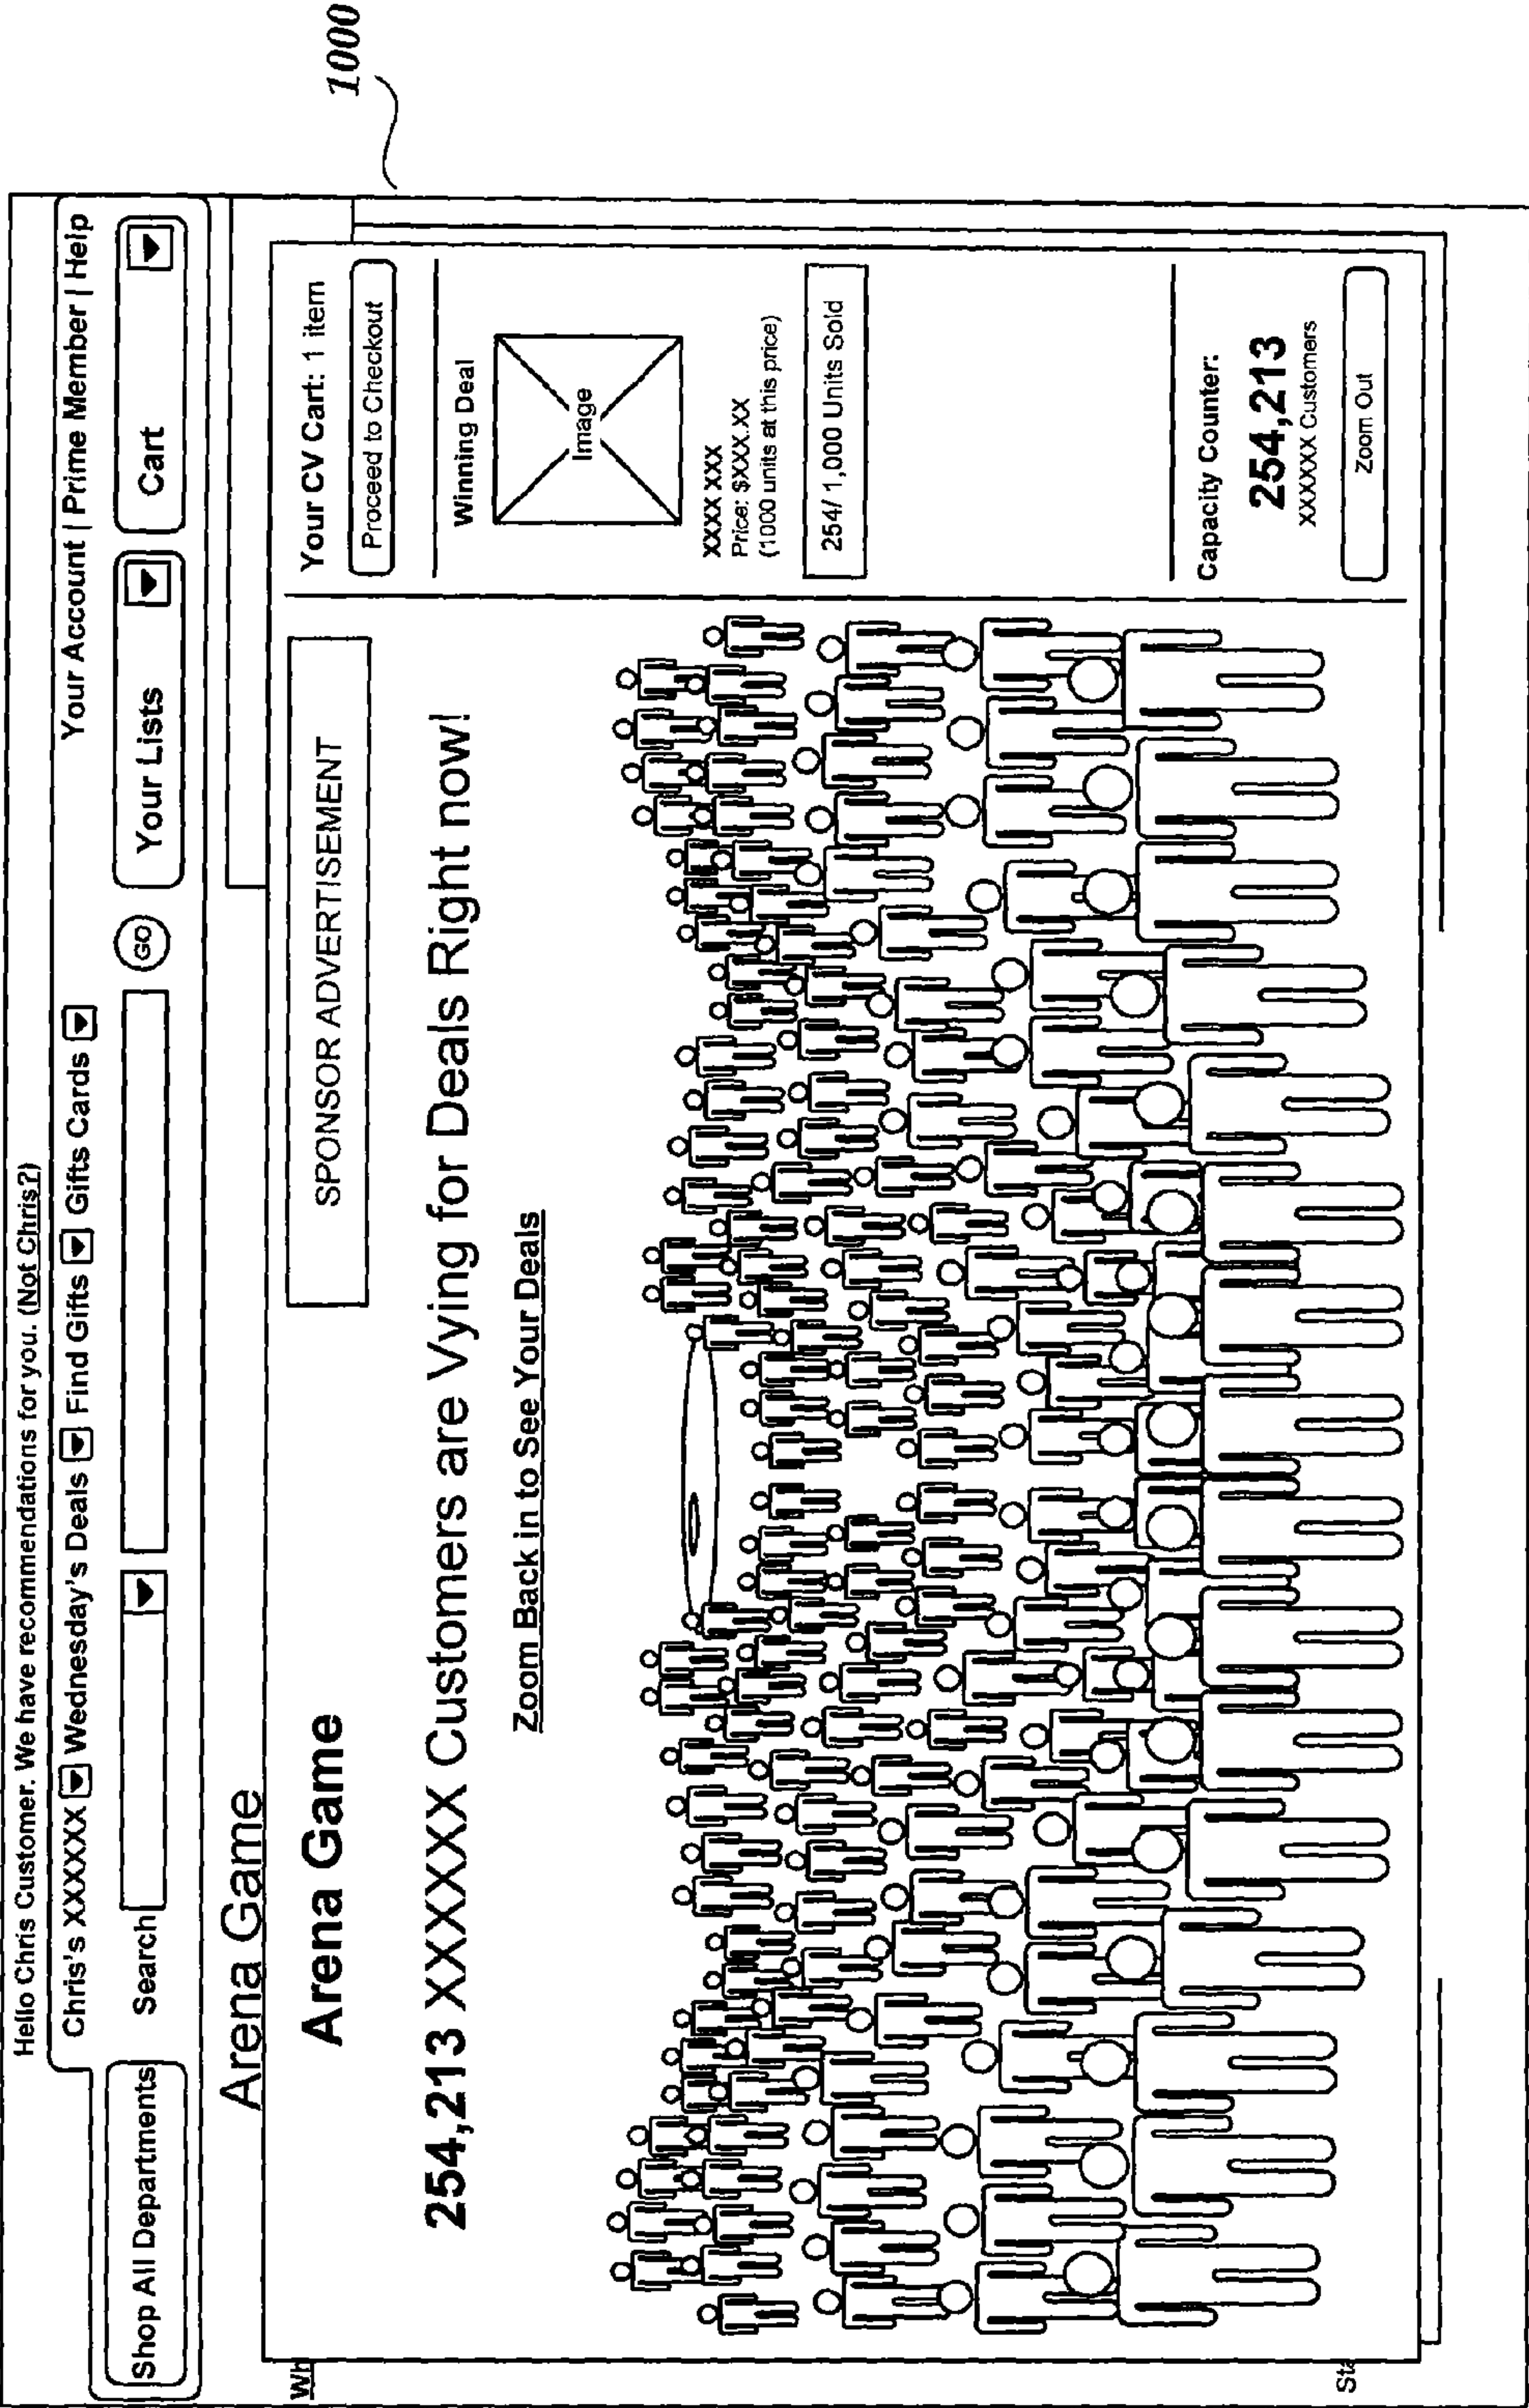 1000
Hello Chris Customer. We have recommendations for you. (Not Chris?)
Chris's XXXXXX Wednesday's Deals Find Gifts Gifts Cards
Your Account | Prime Member | Help
Shop All Departments
Search
GO
Your Lists
Cart
Arena Game
Wh
Arena Game
SPONSOR ADVERTISEMENT
254,213 XXXXXX Customers are Vying for Deals Right now!
Zoom Back in to See Your Deals
Your CV Cart: 1 item
Proceed to Checkout
Winning Deal
Image
XXXX XXX
Price: $XXX.XX
(1000 units at this price)
254/1,000 Units Sold
Capacity Counter:
254,213
XXXXXX Customers
Zoom Out
Sta